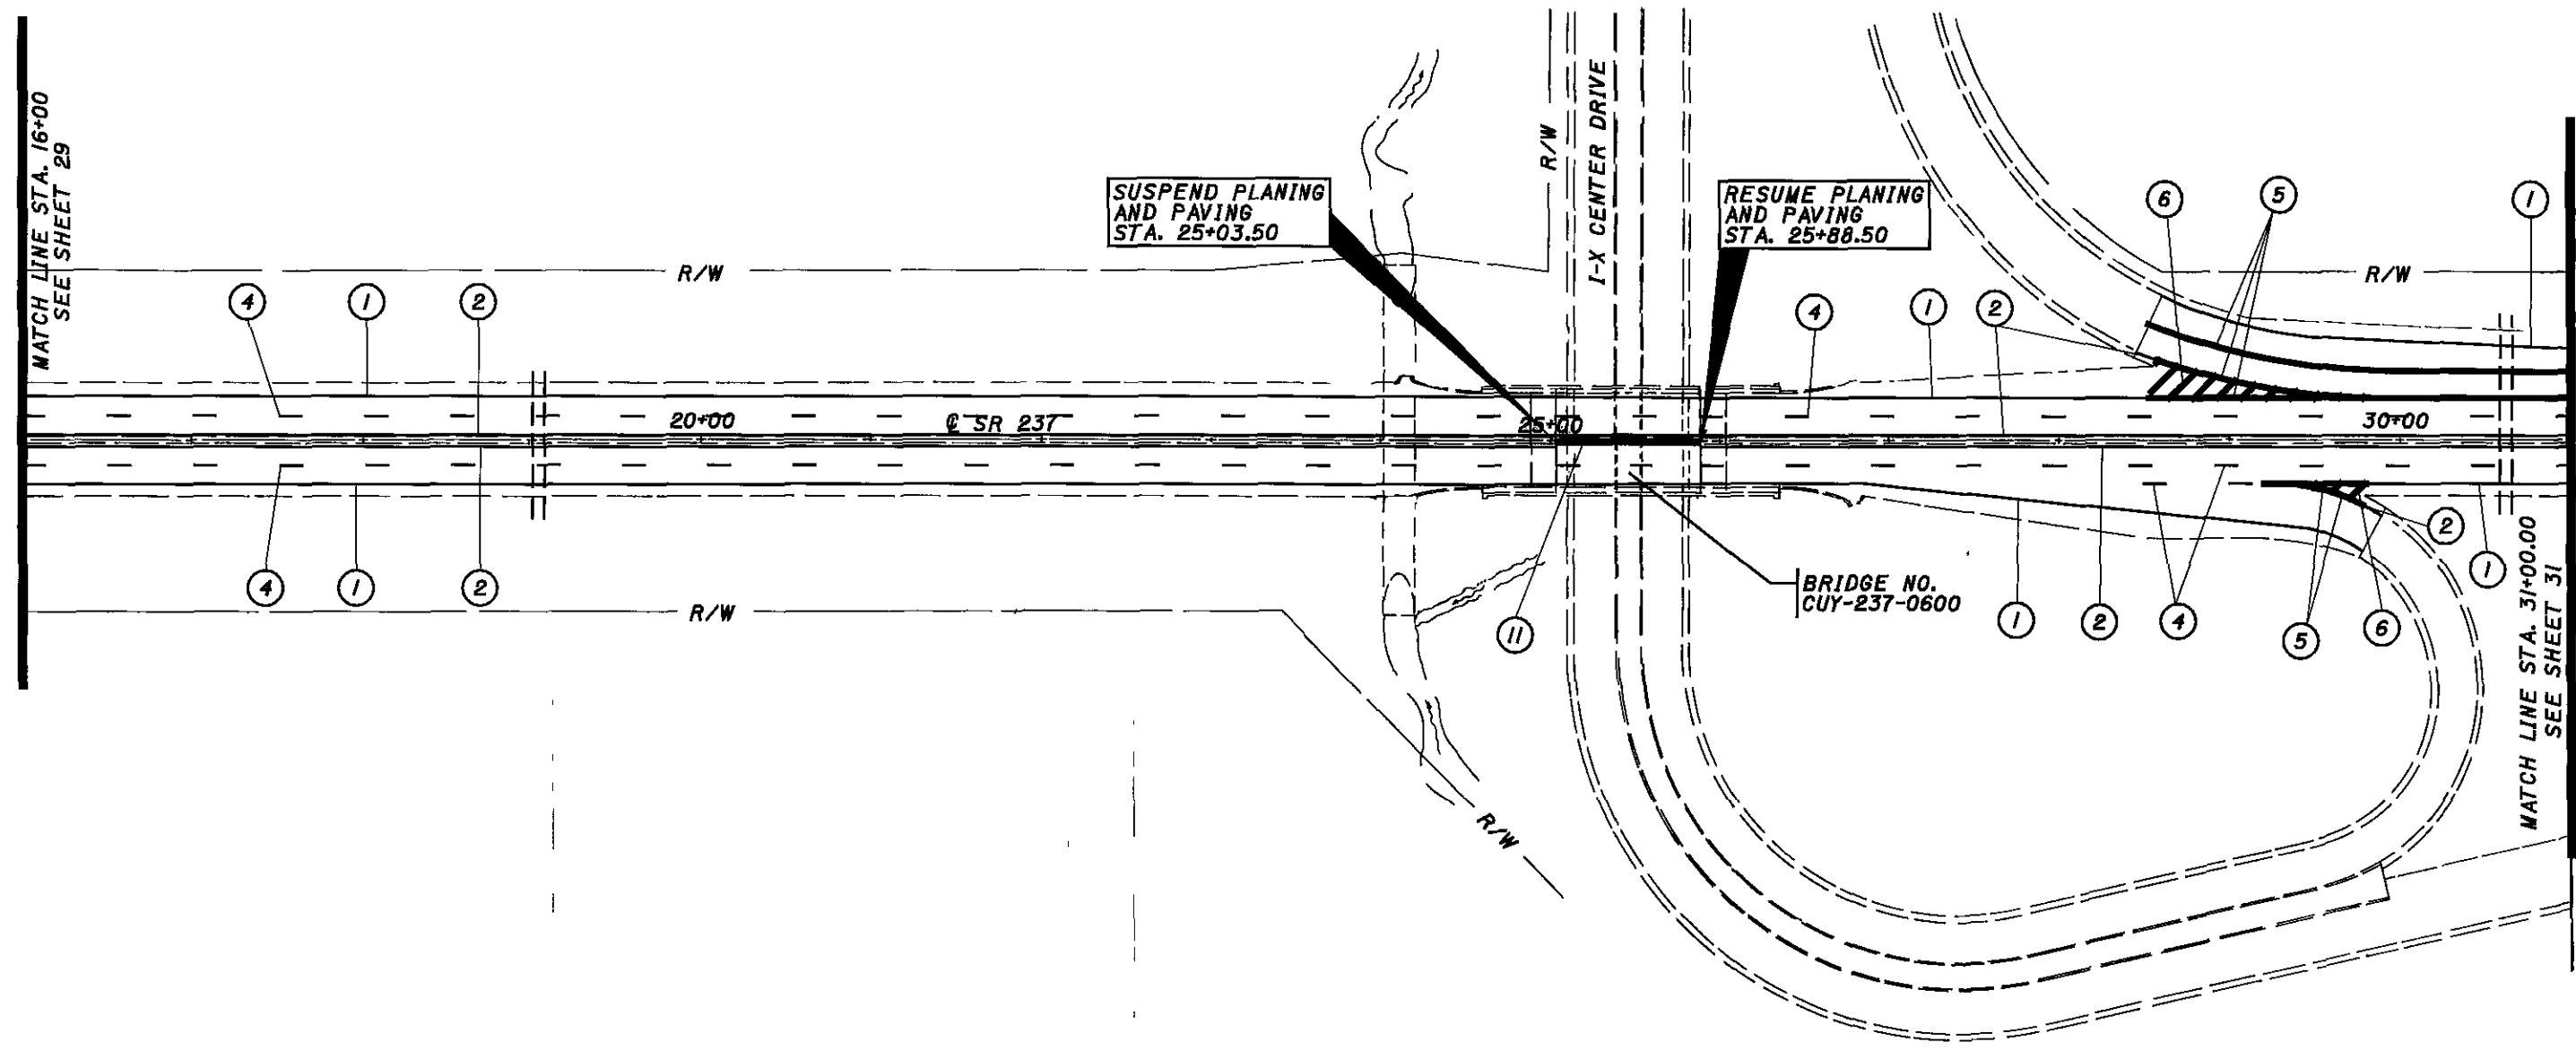 MATCH LINE STA. 16+00
SEE SHEET 29
SUSPEND PLANING
AND PAVING
STA. 25+03.50
R/W
I-X CENTER DRIVE
RESUME PLANING
AND PAVING
STA. 25+88.50
6
5
1
R/W
R/W
4
1
2
4
1
2
20+00
℄ SR 237
25+00
30+00
4
1
2
R/W
11
BRIDGE NO.
CUY-237-0600
1
2
4
5
6
2
1
R/W
MATCH LINE STA. 31+00.00
SEE SHEET 31